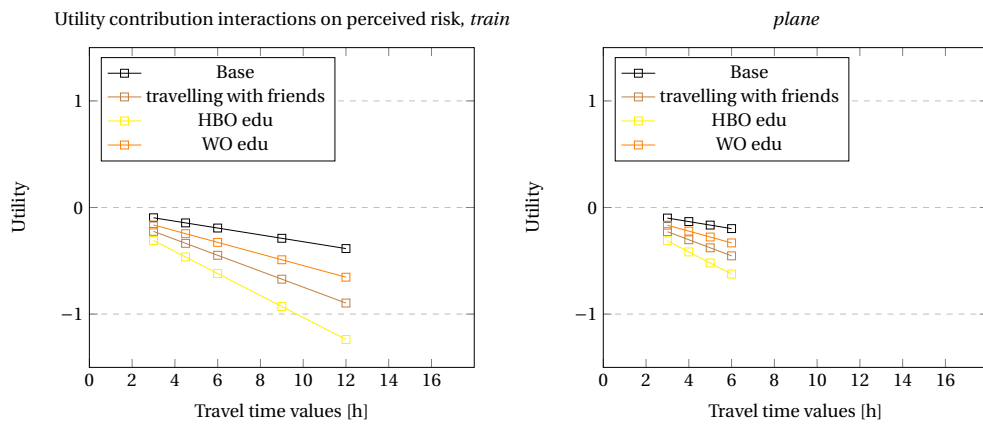 Utility contribution interactions on perceived risk, train
Utility
1
0
−1
Base
travelling with friends
HBO edu
WO edu
0 2 4 6 8 10 12 14 16
Travel time values [h]
plane
Utility
1
0
−1
Base
travelling with friends
HBO edu
WO edu
0 2 4 6 8 10 12 14 16
Travel time values [h]